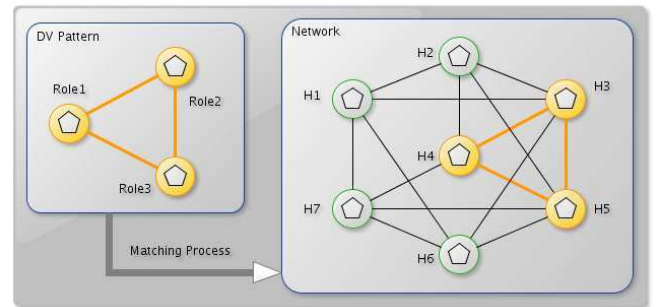 DV Pattern
Role1
Role2
Role3
Matching Process
Network
H2
H1
H3
H4
H7
H5
H6